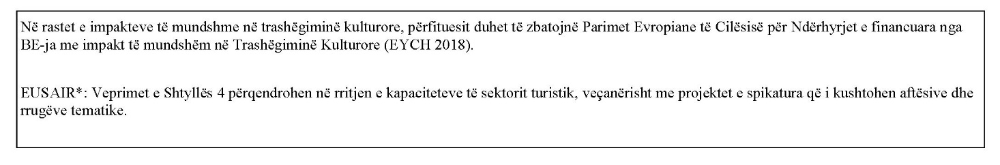 Në rastet e impakteve të mundshme në trashëgiminë kulturore, përfituesit duhet të zbatojnë Parimet Evropiane të Cilësisë për Ndërhyrjet e financuara nga
BE-ja me impakt të mundshëm në Trashëgiminë Kulturore (EYCH 2018).
EUSAIR*: Veprimet e Shtyllës 4 përqendrohen në rritjen e kapaciteteve të sektorit turistik, veçanërisht me projektet e spikatura që i kushtohen aftësive dhe
rrugëve tematike.